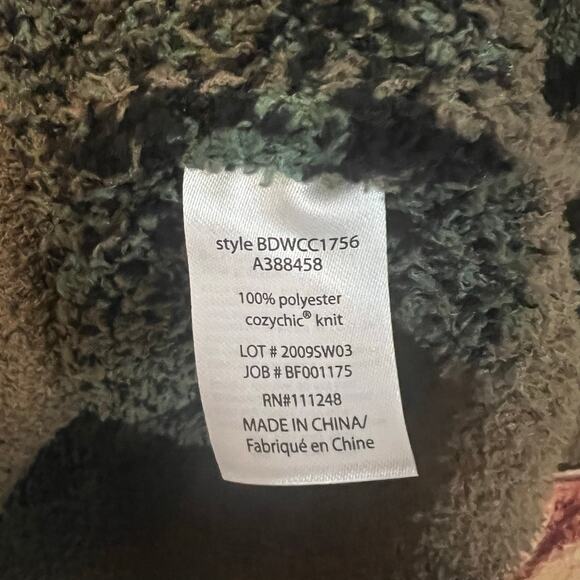 style BDWCC1756
A388458
100% polyester
cozychic® knit
LOT # 2009SW03
JOB # BF001175
RN#111248
MADE IN CHINA/
Fabriqué en Chine